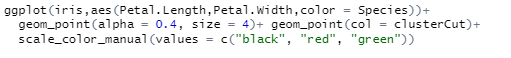 ggplot(iris,aes(Petal.Length,Petal.Width,color = Species))+
geom_point(alpha = 0.4, size = 4)+ geom_point(col = clusterCut)+
scale_color_manual(values = c("black", "red", "green"))